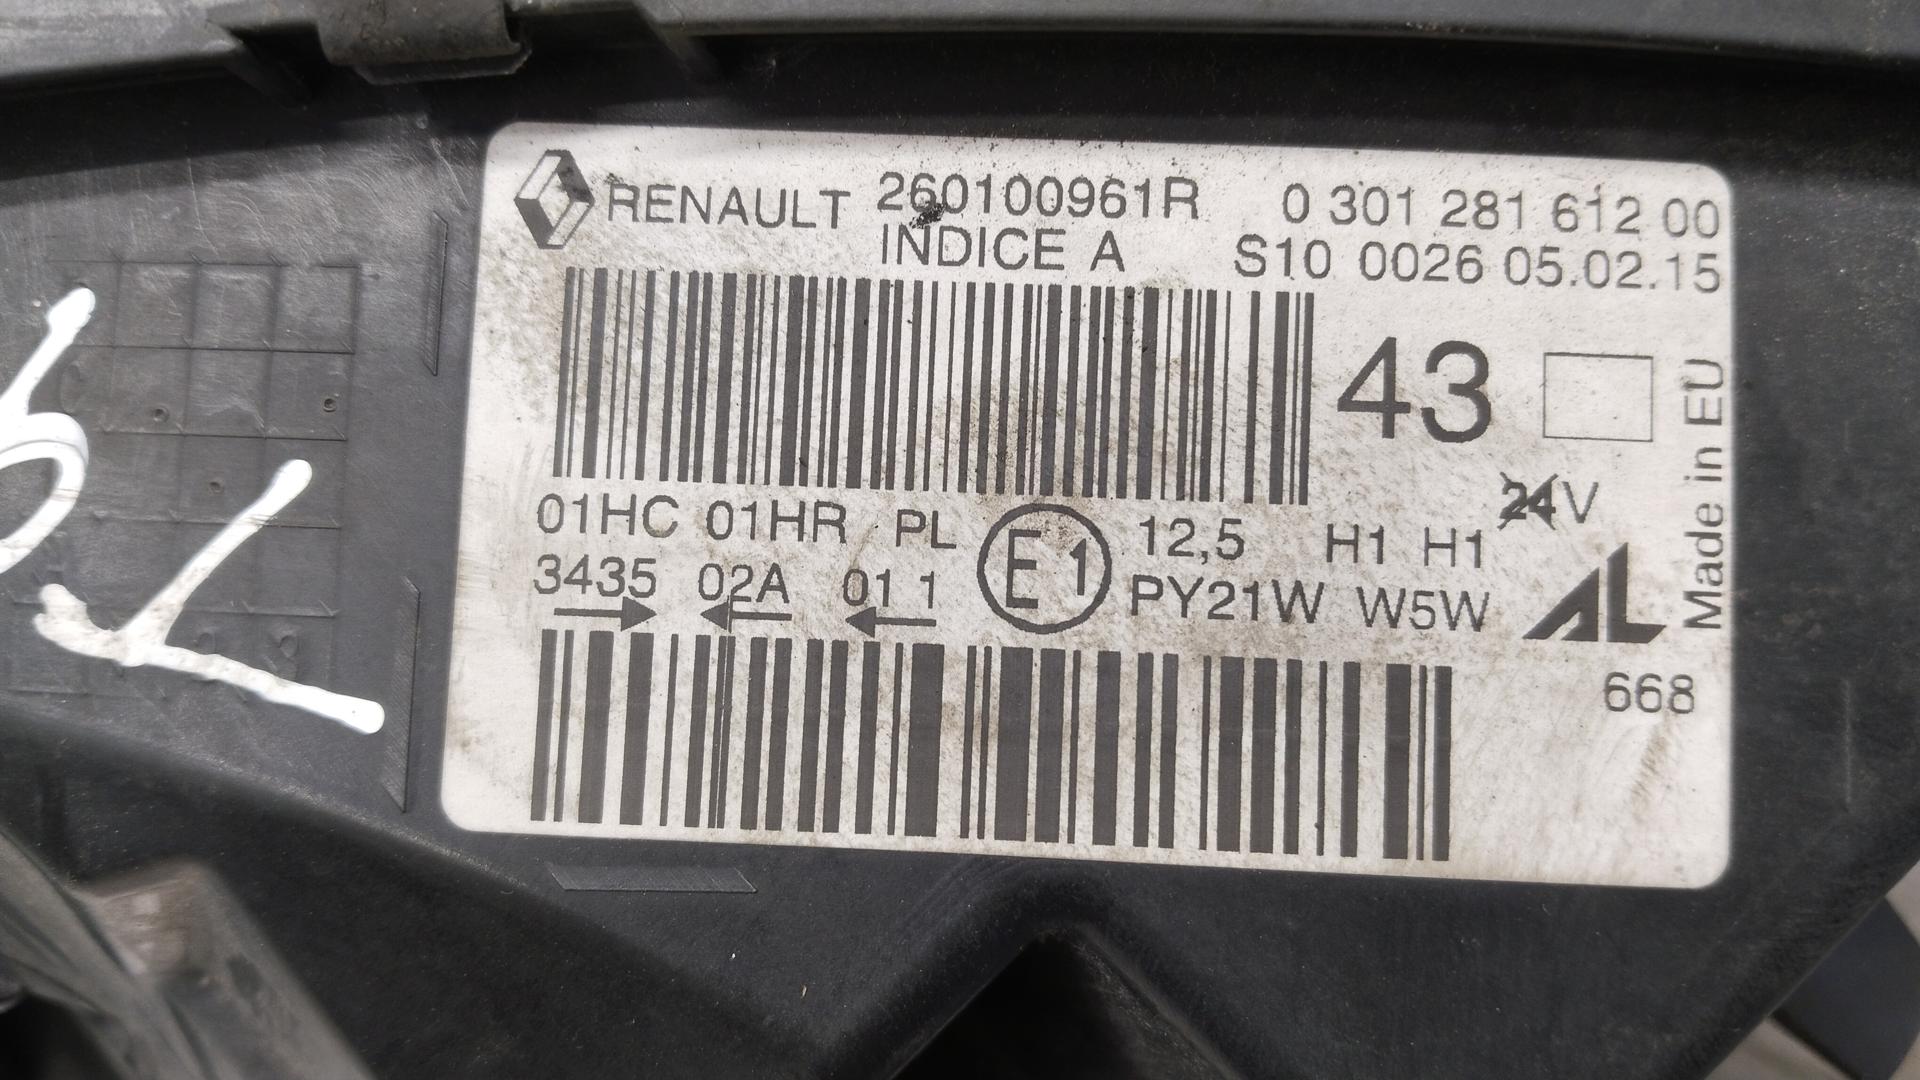 RENAULT 260100961R 0 301 281 612 00
INDICE A S10 0026 05.02.15
43
Made in EU
24V
01HC 01HR PL E1 12,5 H1 H1
3435 02A 01 1 PY21W W5W
AL
668